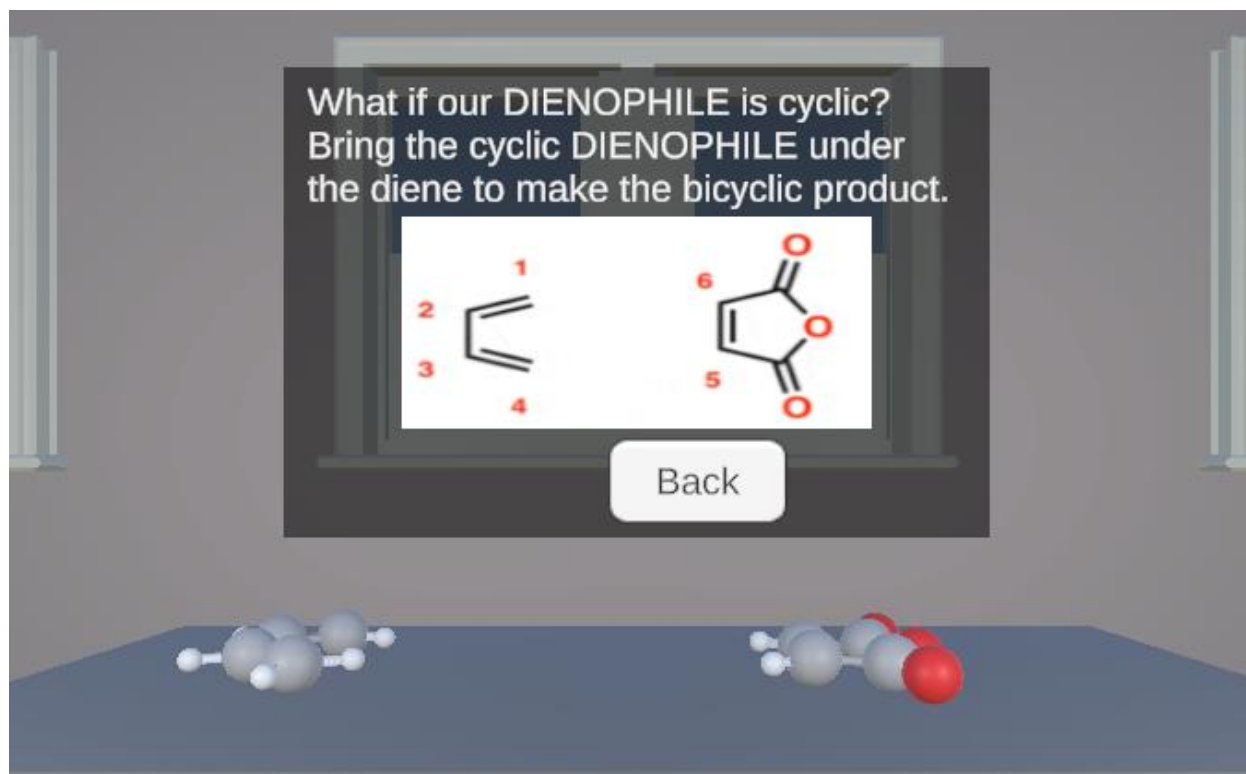 What if our DIENOPHILE is cyclic?
Bring the cyclic DIENOPHILE under
the diene to make the bicyclic product.
1
2
3
4
6
5
O
O
O
Back